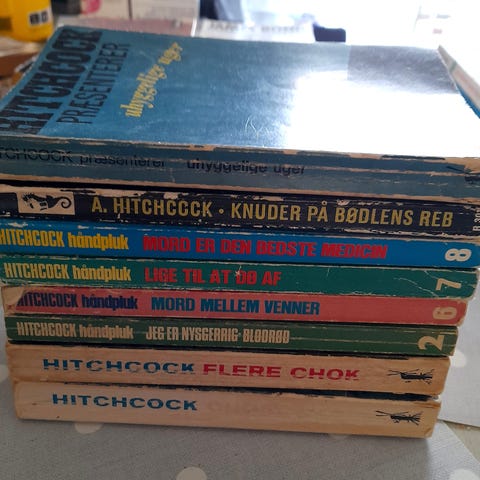 HITCHCOCK
PRÆSENTERER
uhyggelige uger
HITCHCOCK præsenterer uhyggelige uger
A. HITCHCOCK · KNUDER PÅ BØDLENS REB
HITCHCOCK håndpluk MORD ER DEN BEDSTE MEDICIN 8
HITCHCOCK håndpluk LIGE TIL AT DØ AF 7
HITCHCOCK håndpluk MORD MELLEM VENNER 6
HITCHCOCK håndpluk JEG ER NYSGERRIG-BLODRØD 2
HITCHCOCK FLERE CHOK
HITCHCOCK